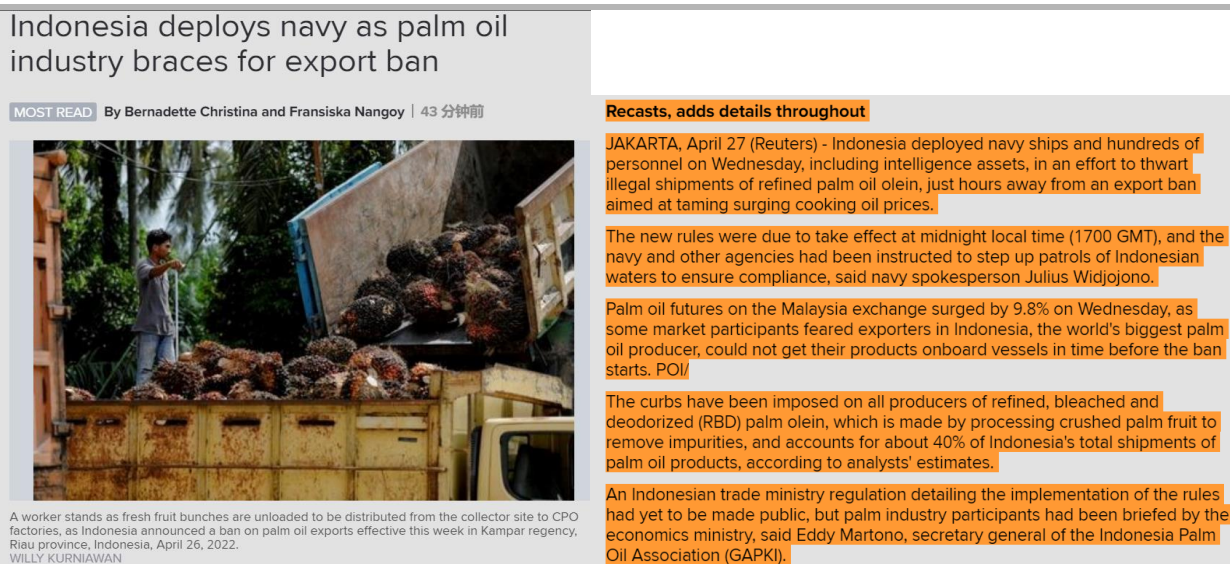 Indonesia deploys navy as palm oil
industry braces for export ban
MOST READ By Bernadette Christina and Fransiska Nangoy | 43 分钟前
A worker stands as fresh fruit bunches are unloaded to be distributed from the collector site to CPO
factories, as Indonesia announced a ban on palm oil exports effective this week in Kampar regency,
Riau province, Indonesia, April 26, 2022.
WILLY KURNIAWAN
Recasts, adds details throughout
JAKARTA, April 27 (Reuters) - Indonesia deployed navy ships and hundreds of
personnel on Wednesday, including intelligence assets, in an effort to thwart
illegal shipments of refined palm oil olein, just hours away from an export ban
aimed at taming surging cooking oil prices.
The new rules were due to take effect at midnight local time (1700 GMT), and the
navy and other agencies had been instructed to step up patrols of Indonesian
waters to ensure compliance, said navy spokesperson Julius Widjojono.
Palm oil futures on the Malaysia exchange surged by 9.8% on Wednesday, as
some market participants feared exporters in Indonesia, the world's biggest palm
oil producer, could not get their products onboard vessels in time before the ban
starts. POI/
The curbs have been imposed on all producers of refined, bleached and
deodorized (RBD) palm olein, which is made by processing crushed palm fruit to
remove impurities, and accounts for about 40% of Indonesia's total shipments of
palm oil products, according to analysts' estimates.
An Indonesian trade ministry regulation detailing the implementation of the rules
had yet to be made public, but palm industry participants had been briefed by the
economics ministry, said Eddy Martono, secretary general of the Indonesia Palm
Oil Association (GAPKI).